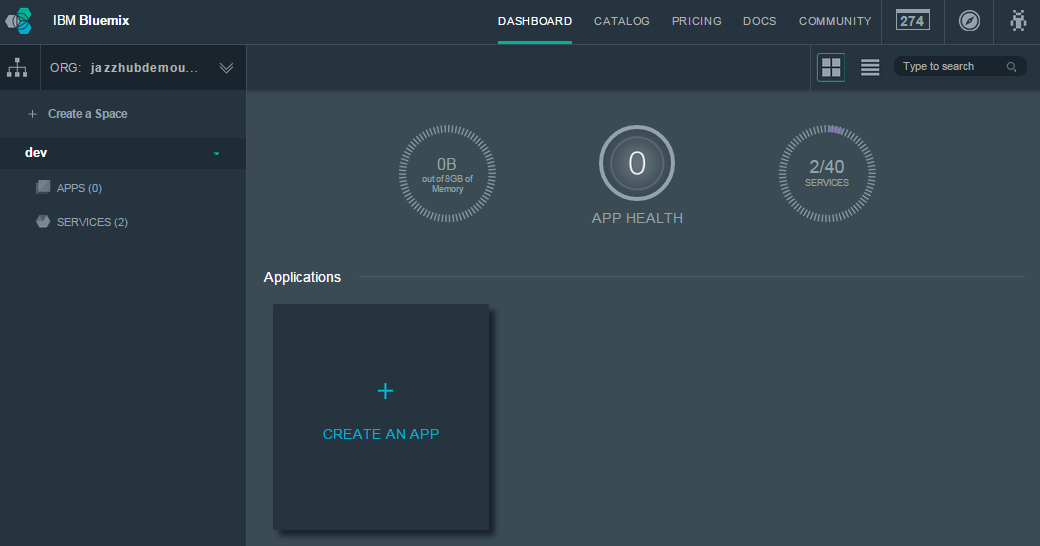 IBM Bluemix
DASHBOARD CATALOG PRICING DOCS COMMUNITY 274
ORG: jazzhubdemou...
Type to search
Create a Space
dev
APPS (0)
SERVICES (2)
0B
out of 8GB of
Memory
0
APP HEALTH
2/40
SERVICES
Applications
CREATE AN APP